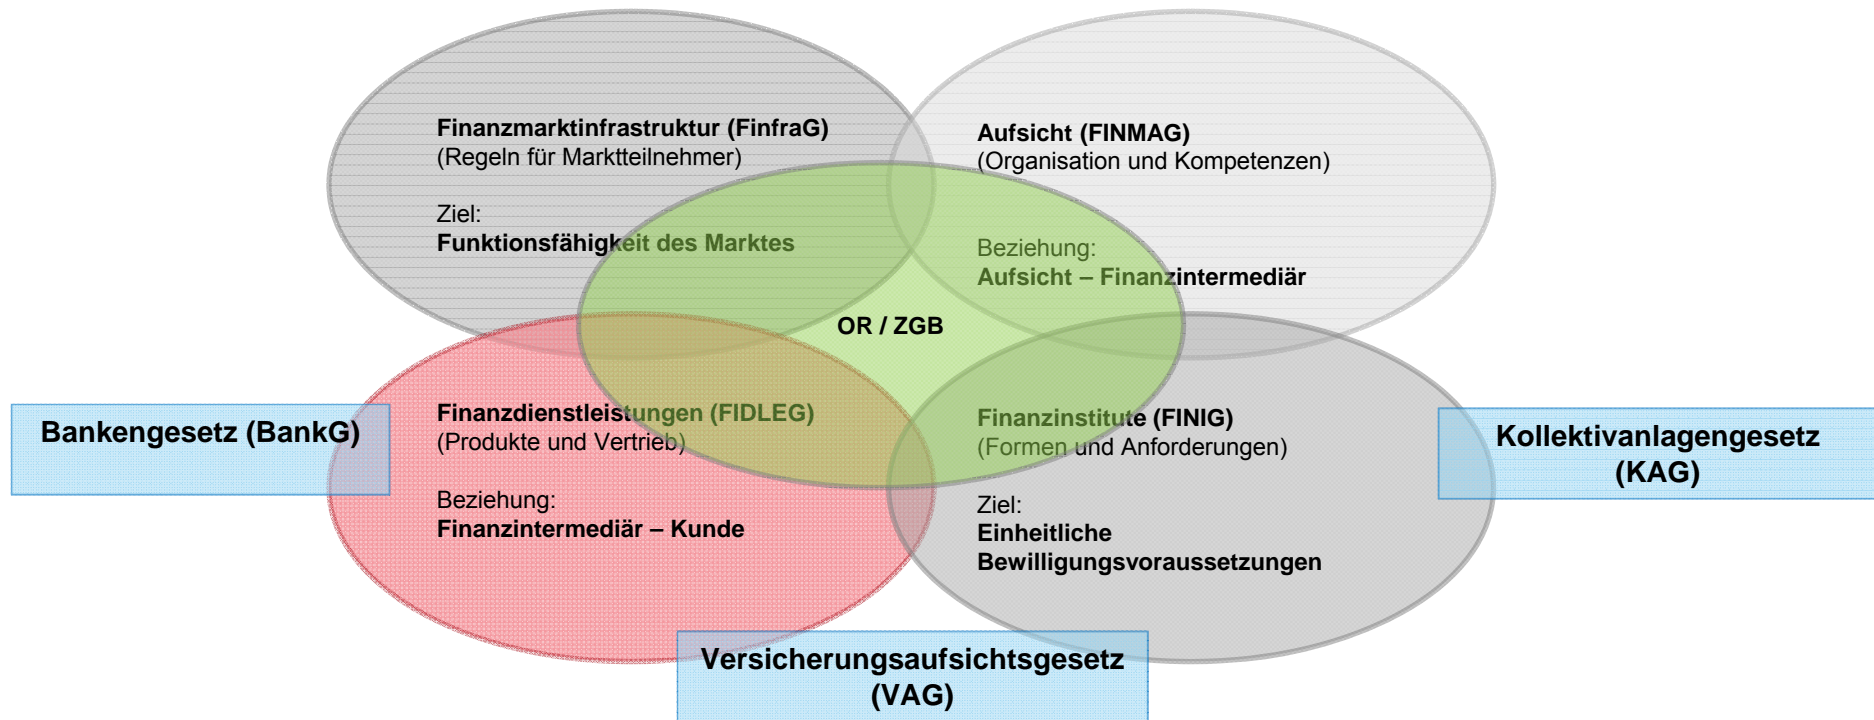 Finanzmarktinfrastruktur (FinfraG)
(Regeln für Marktteilnehmer)
Ziel:
Funktionsfähigkeit des Marktes
Aufsicht (FINMAG)
(Organisation und Kompetenzen)
Beziehung:
Aufsicht – Finanzintermediär
OR / ZGB
Bankengesetz (BankG)
Finanzdienstleistungen (FIDLEG)
(Produkte und Vertrieb)
Beziehung:
Finanzintermediär – Kunde
Finanzinstitute (FINIG)
(Formen und Anforderungen)
Ziel:
Einheitliche
Bewilligungsvoraussetzungen
Kollektivanlagengesetz
(KAG)
Versicherungsaufsichtsgesetz
(VAG)